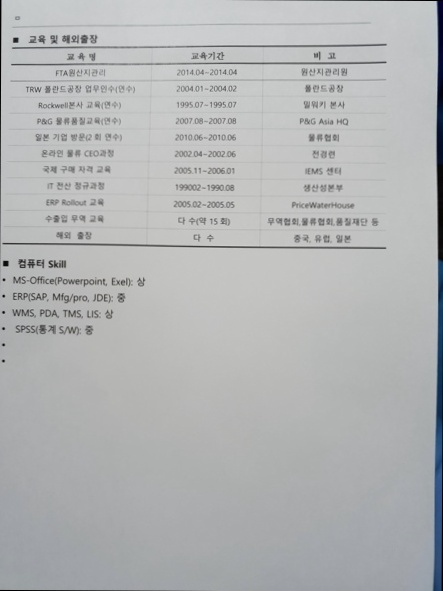 ■ 교육 및 해외출장
교 육 명 교육기간 비 고
FTA원산지관리 2014.04~2014.04 원산지관리원
TRW 폴란드공장 업무인수(연수) 2004.01~2004.02 폴란드공장
Rockwell본사 교육(연수) 1995.07~1995.07 밀워키 본사
P&G 물류품질교육(연수) 2007.08~2007.08 P&G Asia HQ
일본 기업 방문(2회 연수) 2010.06~2010.06 물류협회
온라인 물류 CEO과정 2002.04~2002.06 전경련
국제 구매 자격 교육 2005.11~2006.01 IEMS 센터
IT 전산 정규과정 199002~1990.08 생산성본부
ERP Rollout 교육 2005.02~2005.05 PriceWaterHouse
수출입 무역 교육 다 수(약 15회) 무역협회,물류협회,품질재단 등
해외 출장 다 수 중국, 유럽, 일본
■ 컴퓨터 Skill
• MS-Office(Powerpoint, Exel): 상
• ERP(SAP, Mfg/pro, JDE): 중
• WMS, PDA, TMS, LIS: 상
• SPSS(통계 S/W): 중
•
•